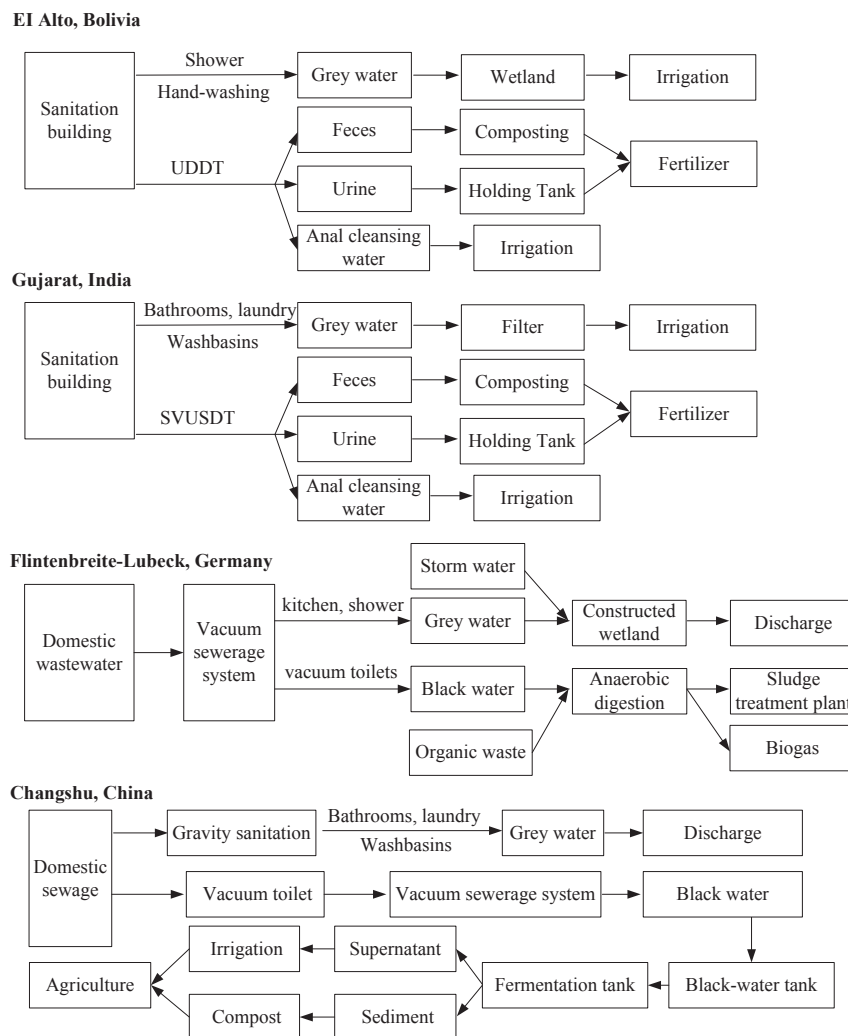 EI Alto, Bolivia
Sanitation
building
Shower
Hand-washing
Grey water
Wetland
Irrigation
UDDT
Feces
Composting
Urine
Holding Tank
Fertilizer
Anal cleansing
water
Irrigation
Gujarat, India
Sanitation
building
Bathrooms, laundry
Washbasins
Grey water
Filter
Irrigation
SVUSDT
Feces
Composting
Urine
Holding Tank
Fertilizer
Anal cleansing
water
Irrigation
Flintenbreite-Lubeck, Germany
Domestic
wastewater
Vacuum
sewerage
system
kitchen, shower
Storm water
Grey water
Constructed
wetland
Discharge
vacuum toilets
Black water
Organic waste
Anaerobic
digestion
Sludge
treatment plant
Biogas
Changshu, China
Domestic
sewage
Gravity sanitation
Bathrooms, laundry
Washbasins
Grey water
Discharge
Vacuum toilet
Vacuum sewerage system
Black water
Black-water tank
Fermentation tank
Supernatant
Irrigation
Sediment
Compost
Agriculture